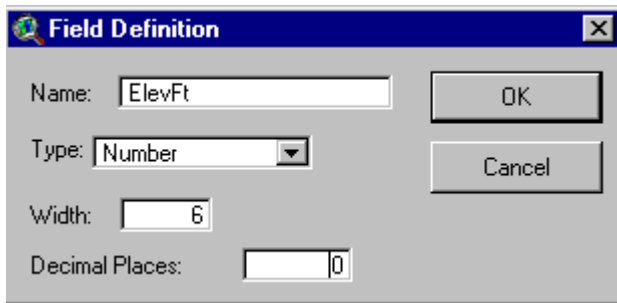 Field Definition
Name: ElevFt
OK
Type: Number
Cancel
Width: 6
Decimal Places: 0